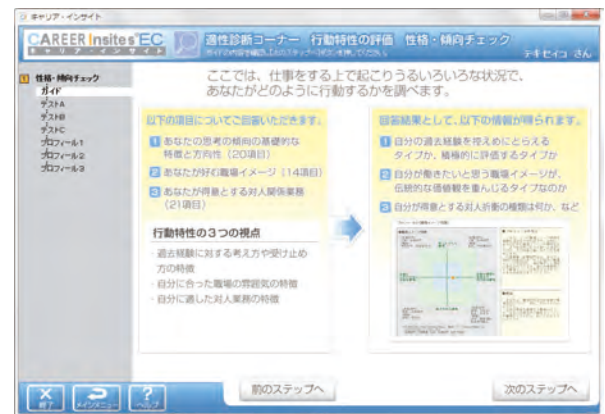 キャリア・インサイト
CAREER Insites EC
キャリア・インサイト
適性診断コーナー 行動特性の評価 性格・傾向チェック
テキセイコ さん
1 性格・傾向チェック
ガイド
テストA
テストB
テストC
プロフィール1
プロフィール2
プロフィール3
ここでは、仕事をする上で起こりうるいろいろな状況で、
あなたがどのように行動するかを調べます。
以下の項目についてご回答いただきます。
1 あなたの思考の傾向の基礎的な
特徴と方向性（20項目）
2 あなたが好む職場イメージ（14項目）
3 あなたが得意とする対人関係業務
（21項目）
行動特性の3つの視点
・過去経験に対する考え方や受け止め
方の特徴
・自分に合った職場の雰囲気の特徴
・自分に適した対人業務の特徴
回答結果として、以下の情報が得られます。
1 自分の過去経験を控えめにとらえる
タイプか、積極的に評価するタイプか
2 自分が働きたいと思う職場イメージが、
伝統的な価値観を重んじるタイプなのか
3 自分が得意とする対人折衝の種類は何か、など
前のステップへ
次のステップへ
終了
メインメニュー
ヘルプ